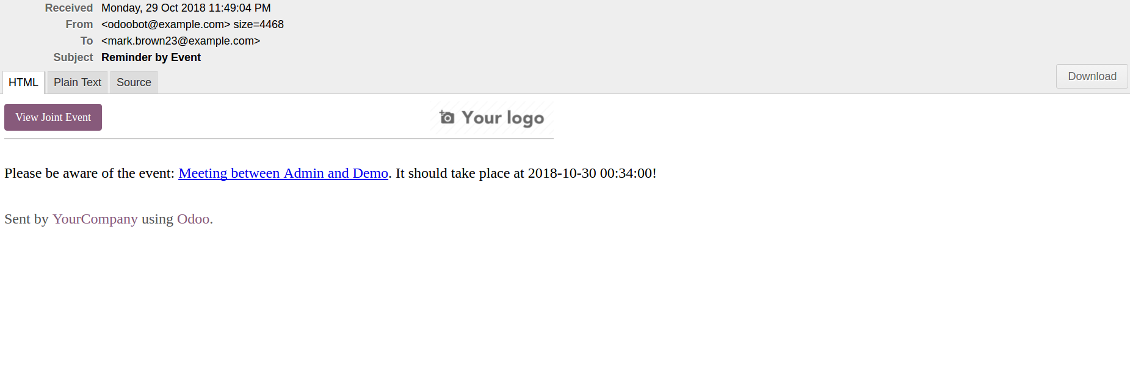 Received Monday, 29 Oct 2018 11:49:04 PM
From <odoobot@example.com> size=4468
To <mark.brown23@example.com>
Subject Reminder by Event
HTML Plain Text Source Download
View Joint Event Your logo
Please be aware of the event: Meeting between Admin and Demo. It should take place at 2018-10-30 00:34:00!
Sent by YourCompany using Odoo.